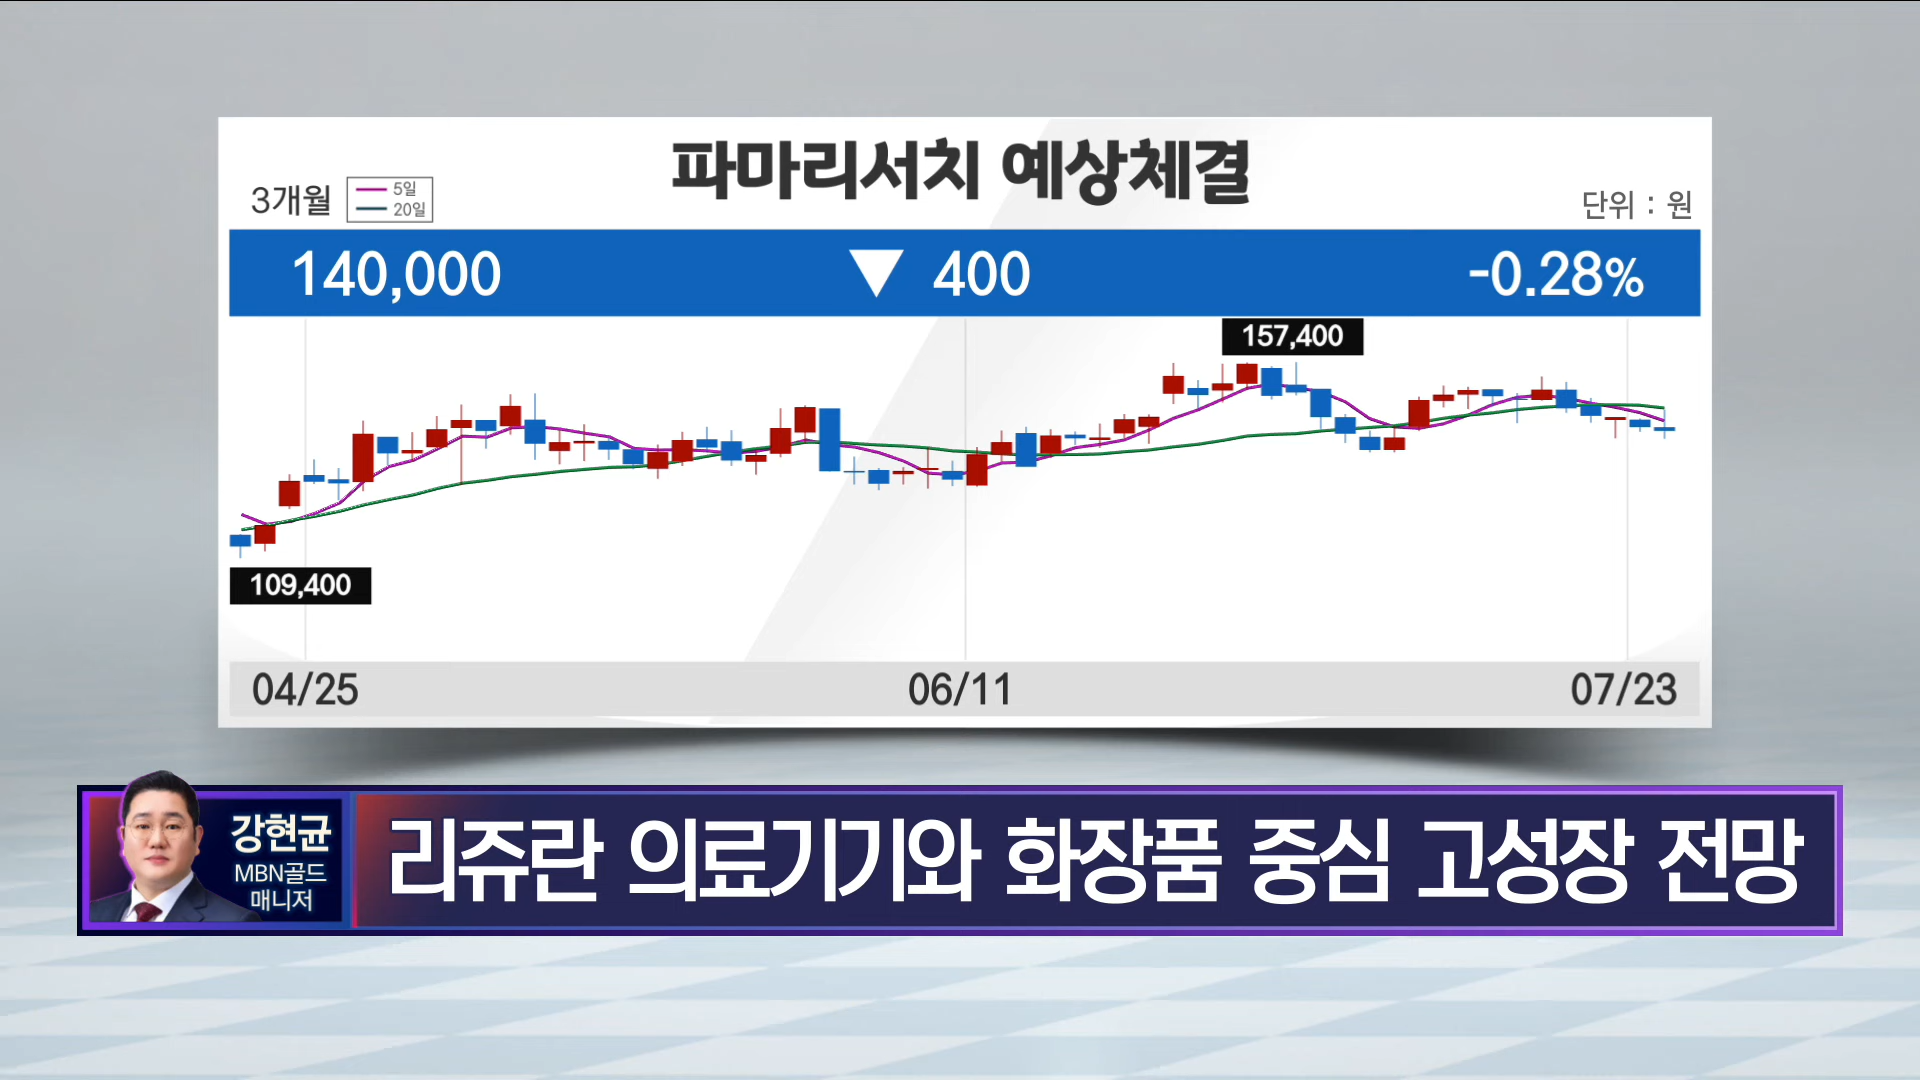 파마리서치 예상체결
3개월
5일
20일
단위 : 원
140,000 ▼ 400 -0.28%
157,400
109,400
04/25 06/11 07/23
강현균
MBN골드
매니저
리쥬란 의료기기와 화장품 중심 고성장 전망